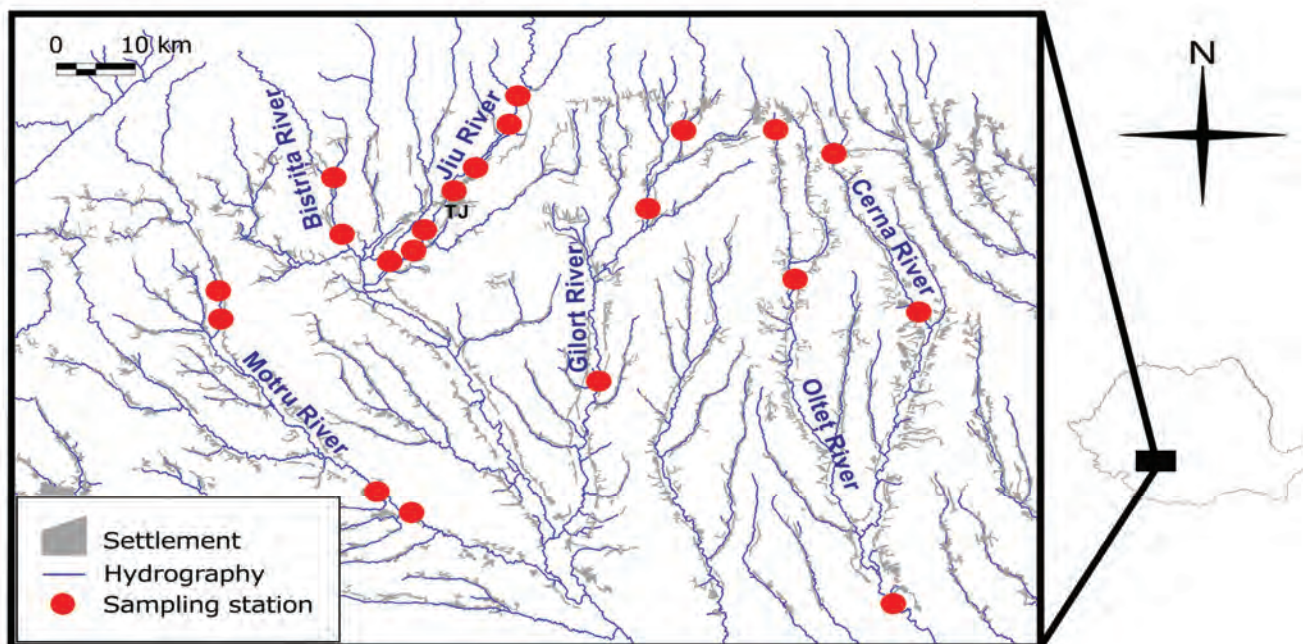 0 10 km
N
Bistrita River
Jiu River
TJ
Cerna River
Gilort River
Motru River
Oltet River
Settlement
Hydrography
Sampling station